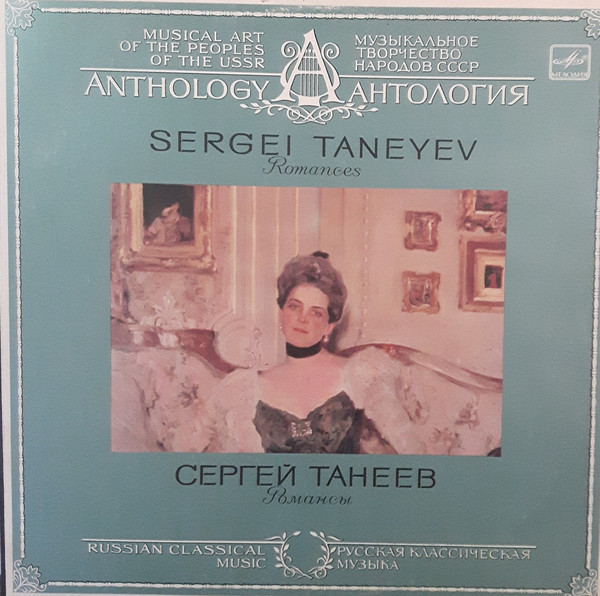 MUSICAL ART
OF THE PEOPLES
OF THE USSR
МУЗЫКАЛЬНОЕ
ТВОРЧЕСТВО
НАРОДОВ СССР
МЕЛОДИЯ
ANTHOLOGY
А
АНТОЛОГИЯ
SERGEI TANEYEV
Romances
СЕРГЕЙ ТАНЕЕВ
Романсы
RUSSIAN CLASSICAL
MUSIC
РУССКАЯ КЛАССИЧЕСКАЯ
МУЗЫКА